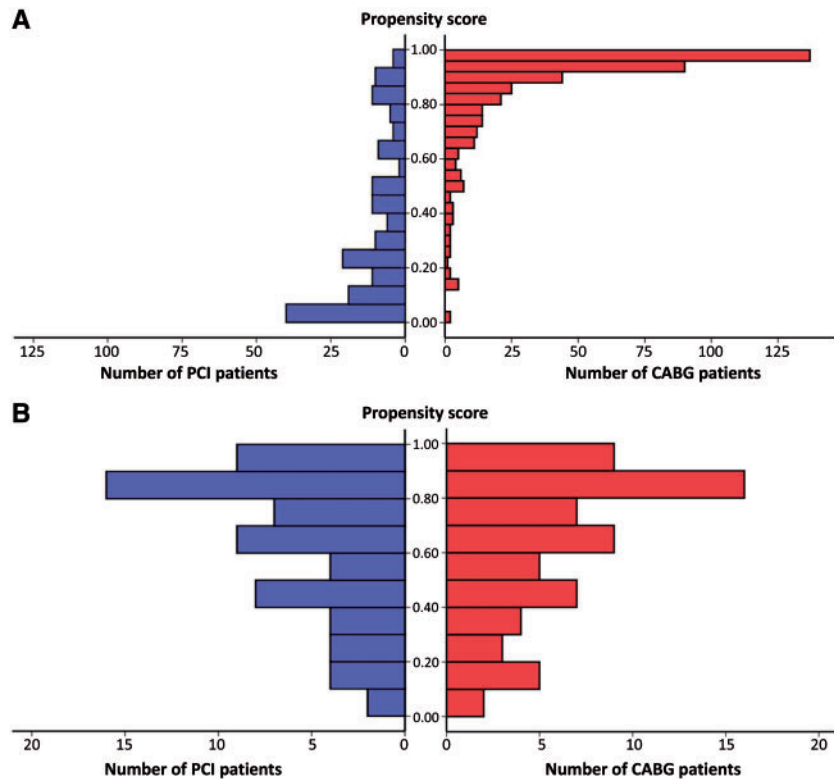 A
Propensity score
1.00
0.80
0.60
0.40
0.20
0.00
125 100 75 50 25 0 0 25 50 75 100 125
Number of PCI patients Number of CABG patients
B
Propensity score
1.00
0.80
0.60
0.40
0.20
0.00
20 15 10 5 0 0 5 10 15 20
Number of PCI patients Number of CABG patients